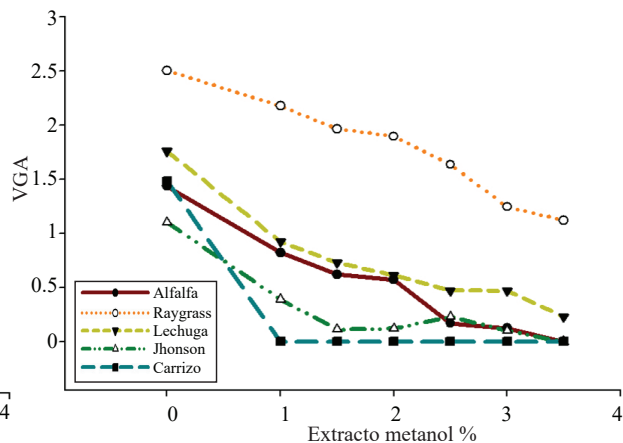 3
2.5
2
VGA
1.5
1
0.5
0
Alfalfa
Raygrass
Lechuga
Jhonson
Carrizo
4
0 1 2 3 4
Extracto metanol %